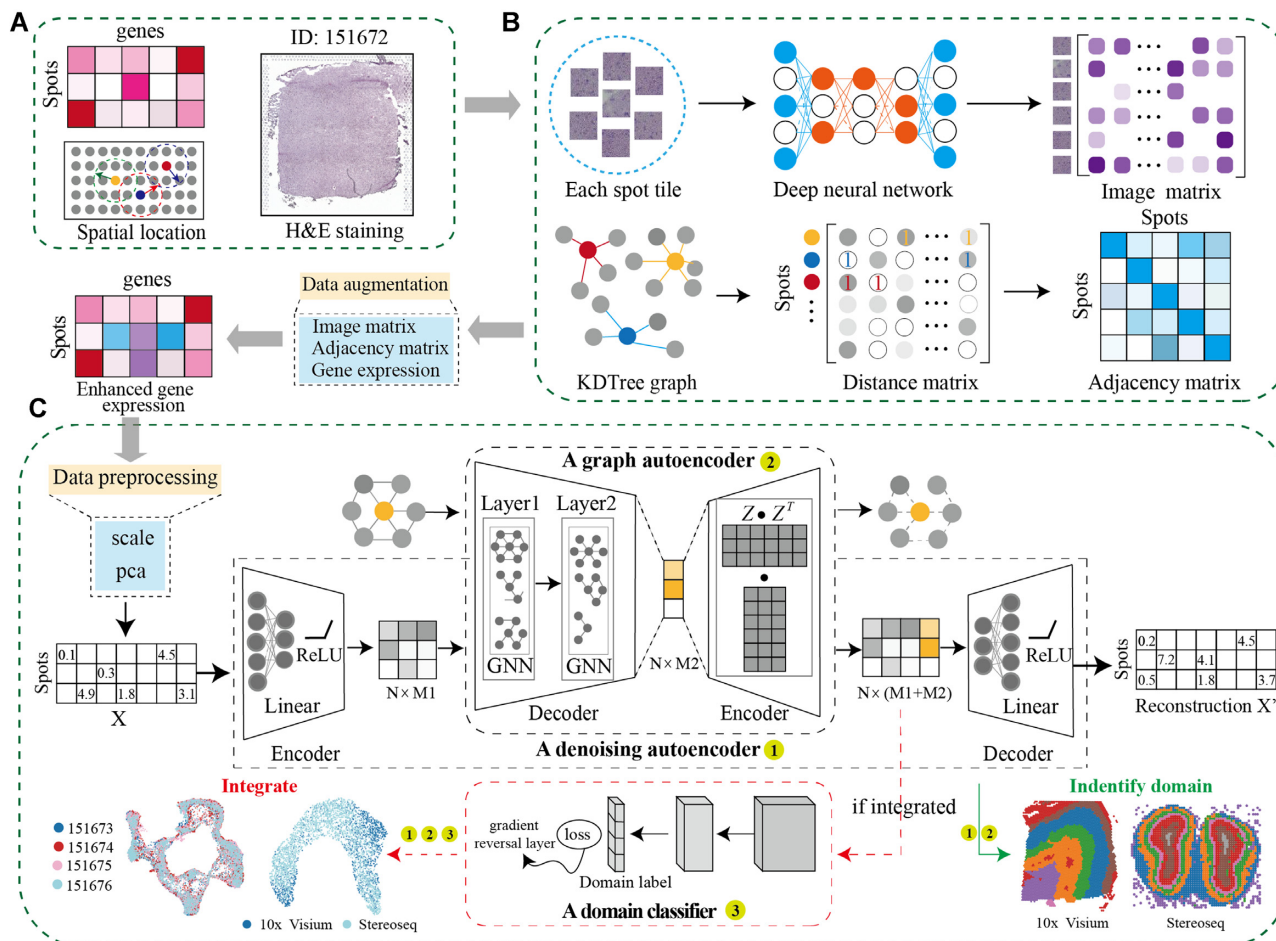 A
genes
ID: 151672
Spots
Spatial location
H&E staining
B
Each spot tile
Deep neural network
Image matrix
KDTree graph
Spots
1 1
1 1
1 1
Distance matrix
Spots
Adjacency matrix
genes
Spots
Enhanced gene
expression
Data augmentation
Image matrix
Adjacency matrix
Gene expression
C
Data preprocessing
scale
pca
Spots
0.1 4.5
0.3
4.9 1.8 3.1
X
Linear
ReLU
Encoder
N× M1
A graph autoencoder 2
Layer1 Layer2
GNN GNN
Decoder
N× M2
Z • Z^T
Encoder
A denoising autoencoder 1
N× (M1+M2)
ReLU
Linear
Decoder
Spots
0.2 4.5
7.2 4.1
0.5 1.8 3.7
Reconstruction X'
Integrate
151673
151674
151675
151676
10x Visium Stereoseq
1 2 3
gradient
reversal layer
loss
Domain label
A domain classifier 3
if integrated
1 2
Indentify domain
10x Visium
Stereoseq